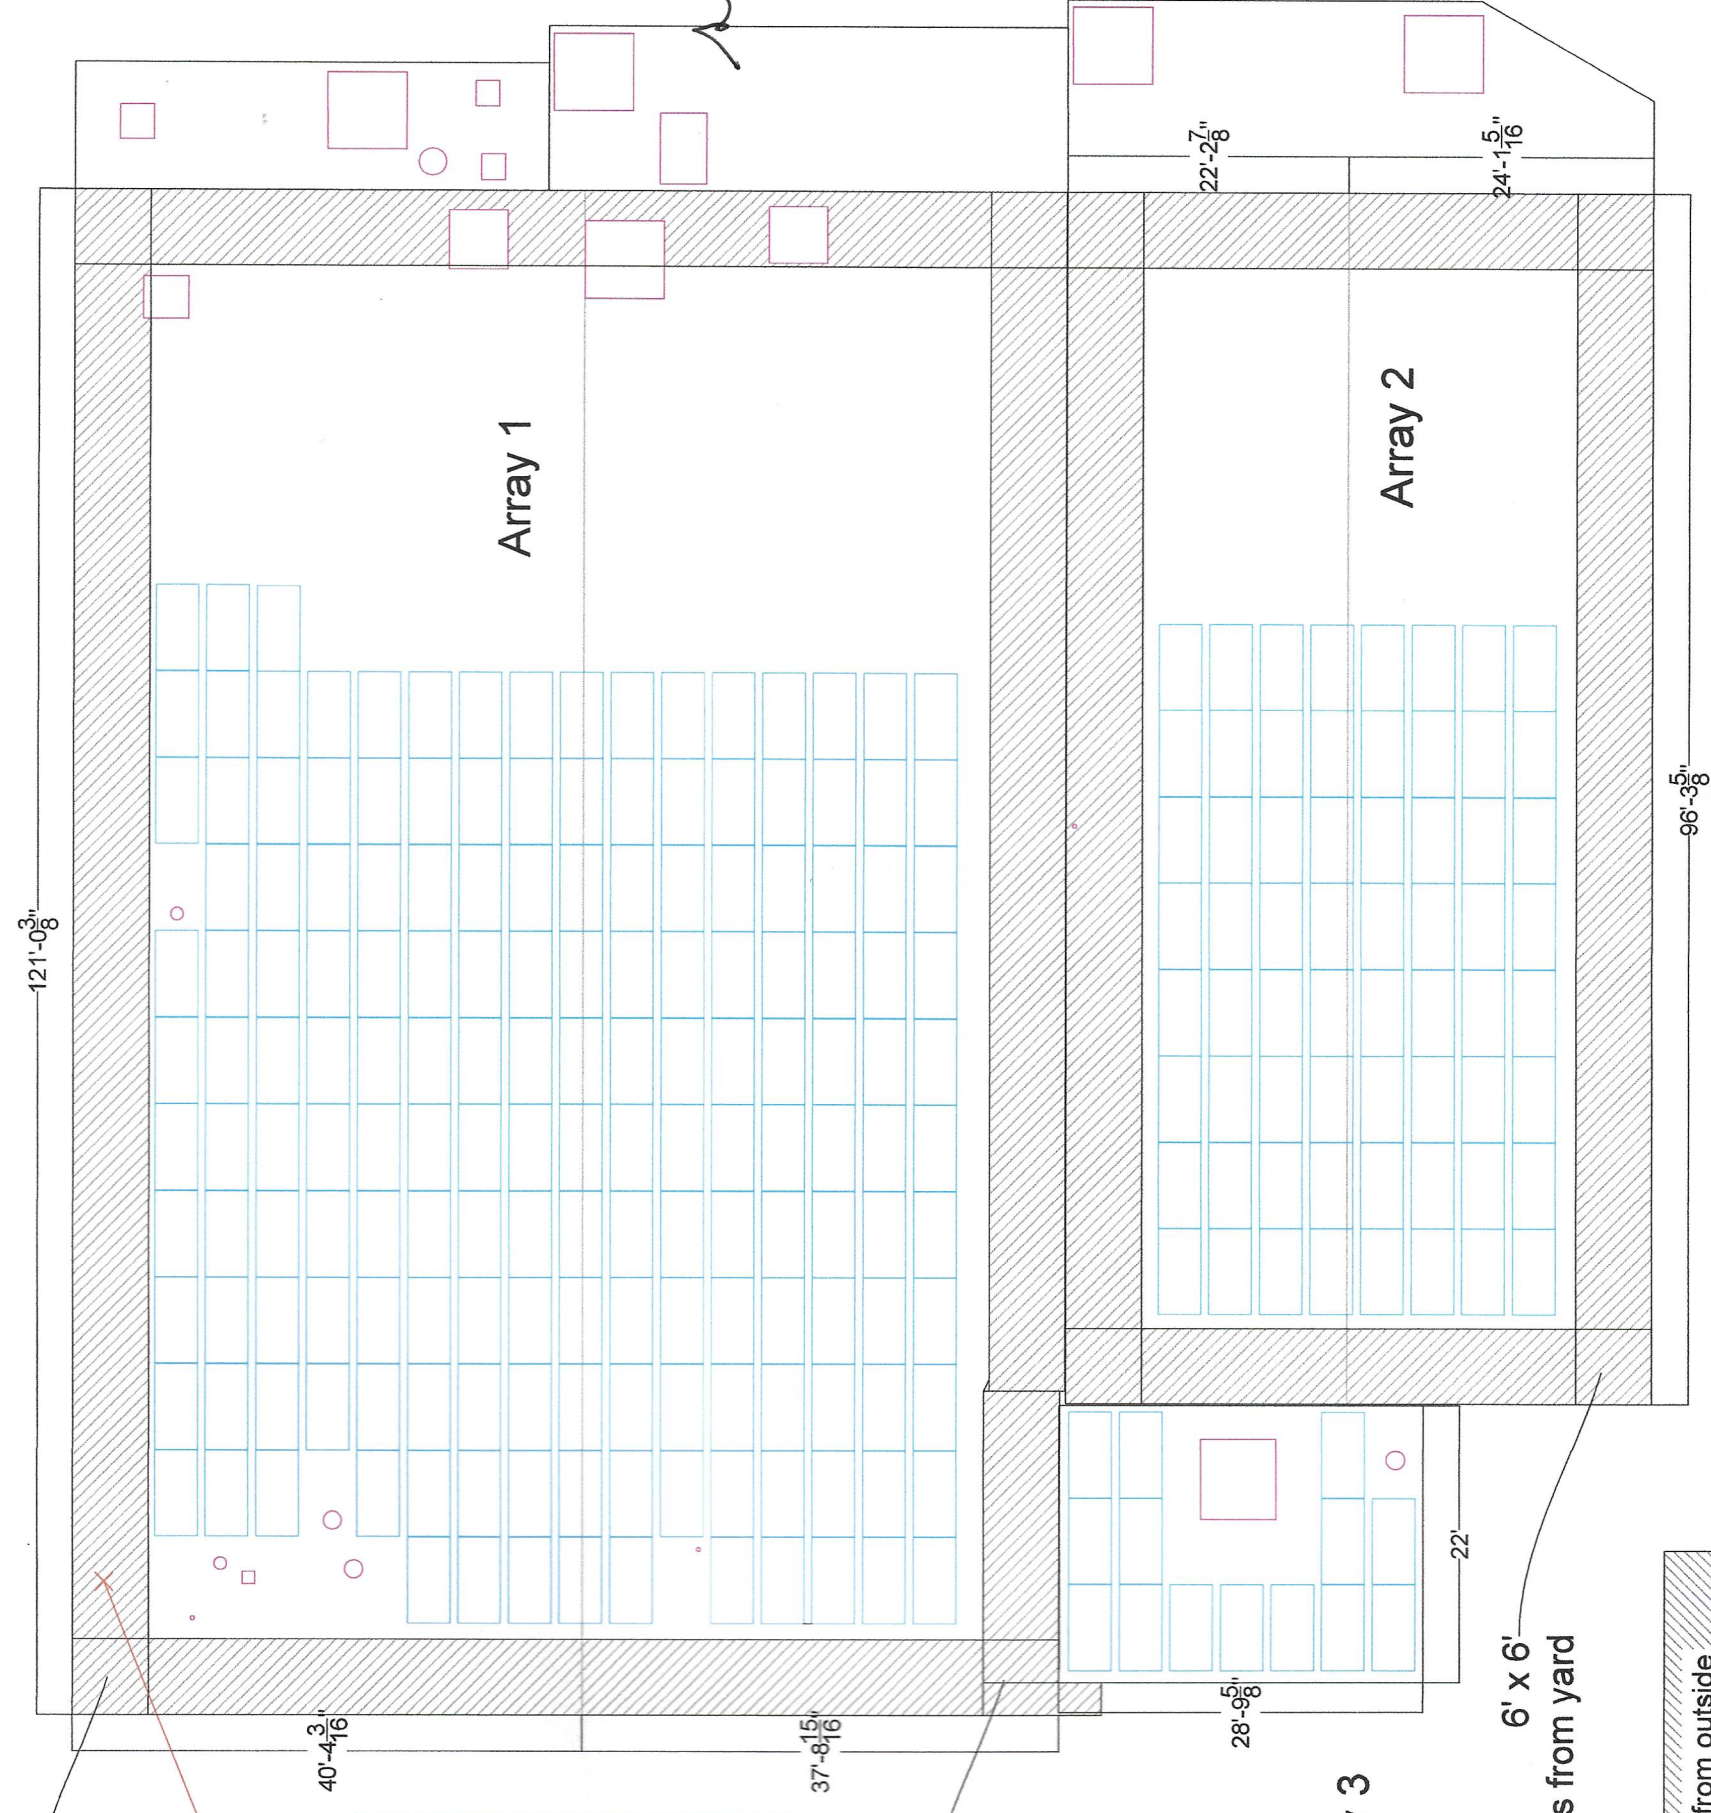 22'-2 7/8"
24'-1 5/16"
Array 1
Array 2
121'-0 3/8"
96'-3 5/8"
40'-4 3/16"
37'-8 15/16"
28'-9 5/8"
22'
6' x 6'
from yard
3
from outside